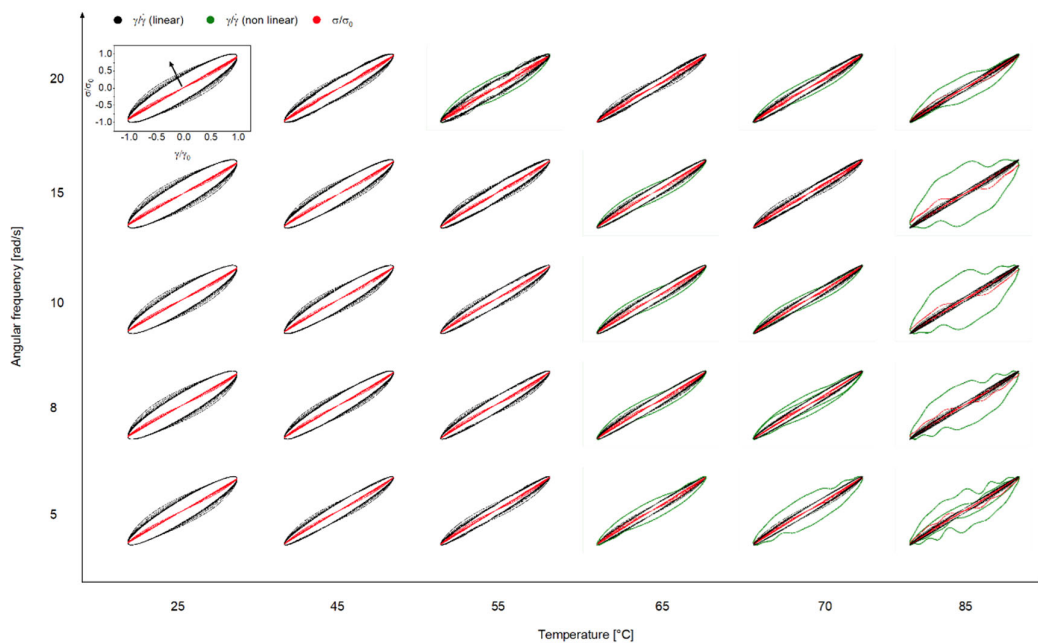 γ/γ̇ (linear) γ/γ̇ (non linear) σ/σ₀
Angular frequency [rad/s]
20
15
10
8
5
σ/σ₀
1.0
0.5
0.0
-0.5
-1.0
-1.0 -0.5 0.0 0.5 1.0
γ/γ₀
25 45 55 65 70 85
Temperature [°C]